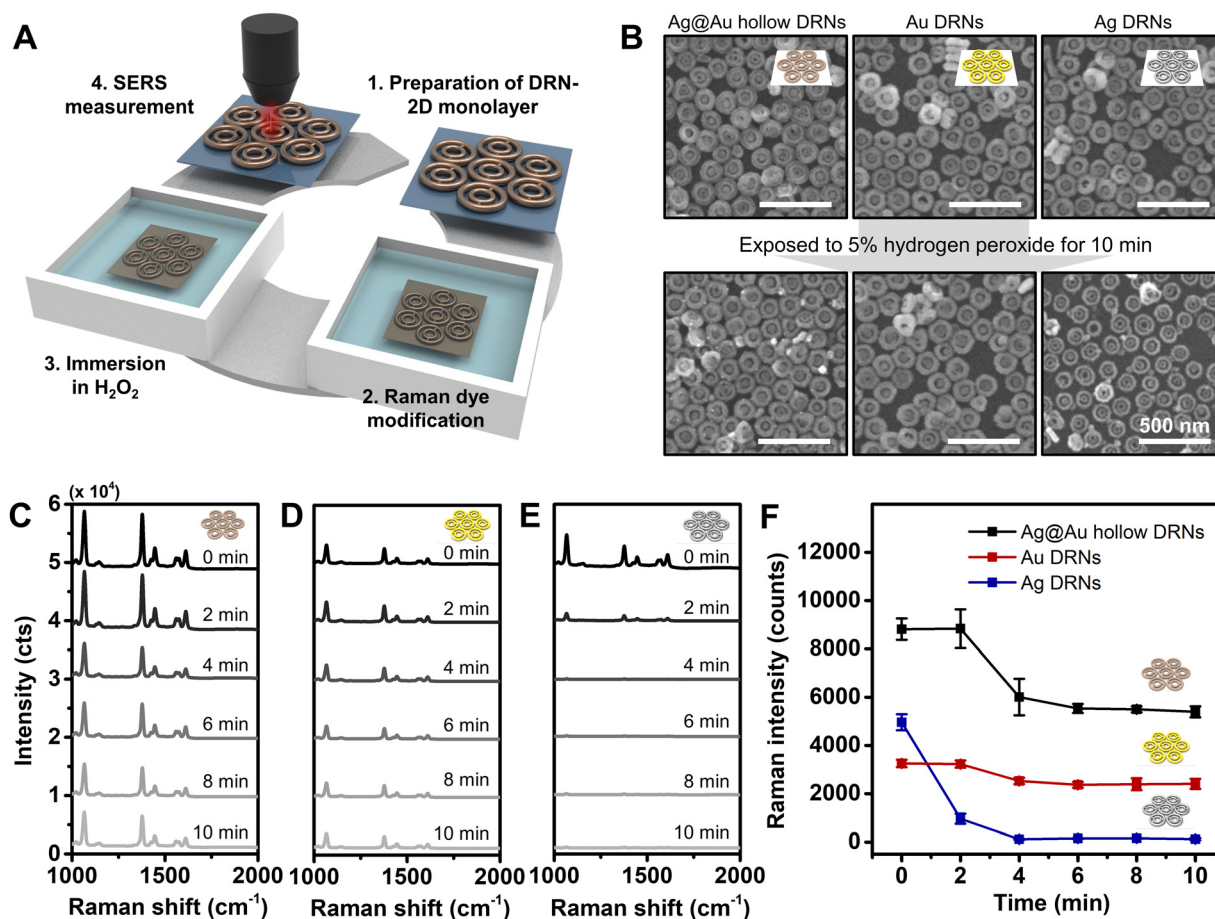 A
4. SERS
measurement
1. Preparation of DRN-
2D monolayer
3. Immersion
in H₂O₂
2. Raman dye
modification
B
Ag@Au hollow DRNs
Au DRNs
Ag DRNs
Exposed to 5% hydrogen peroxide for 10 min
500 nm
C
(x 10⁴)
Intensity (cts)
6
5
4
3
2
1
0
0 min
2 min
4 min
6 min
8 min
10 min
1000
1500
2000
Raman shift (cm⁻¹)
D
0 min
2 min
4 min
6 min
8 min
10 min
1000
1500
2000
Raman shift (cm⁻¹)
E
0 min
2 min
4 min
6 min
8 min
10 min
1000
1500
2000
Raman shift (cm⁻¹)
F
Ag@Au hollow DRNs
Au DRNs
Ag DRNs
Raman intensity (counts)
12000
10000
8000
6000
4000
2000
0
0
2
4
6
8
10
Time (min)